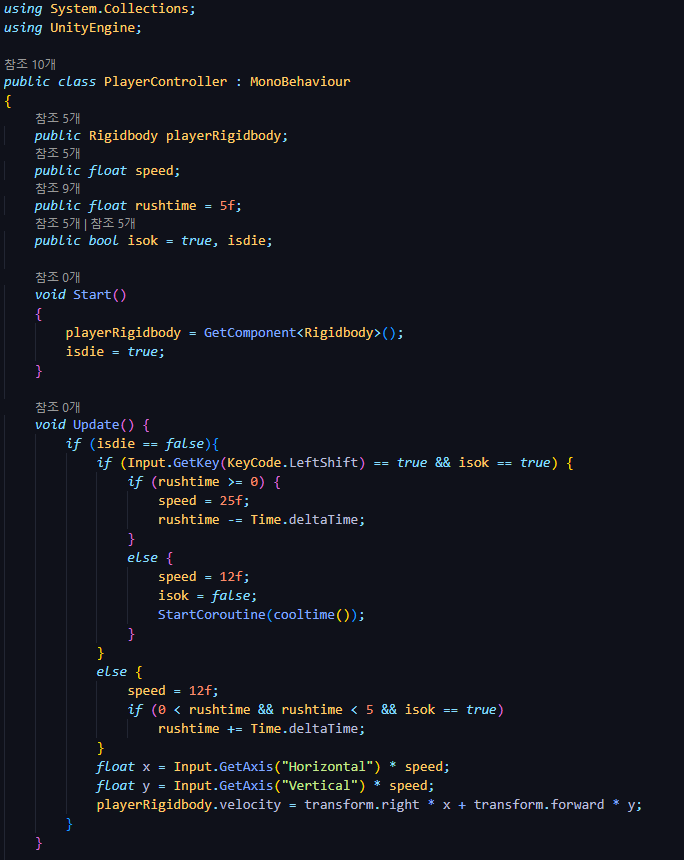 using System.Collections;
using UnityEngine;
참조 10개
public class PlayerController : MonoBehaviour
{
참조 5개
public Rigidbody playerRigidbody;
참조 5개
public float speed;
참조 9개
public float rushtime = 5f;
참조 5개 | 참조 5개
public bool isok = true, isdie;
참조 0개
void Start()
{
playerRigidbody = GetComponent<Rigidbody>();
isdie = true;
}
참조 0개
void Update() {
if (isdie == false){
if (Input.GetKey(KeyCode.LeftShift) == true && isok == true) {
if (rushtime >= 0) {
speed = 25f;
rushtime -= Time.deltaTime;
}
else {
speed = 12f;
isok = false;
StartCoroutine(cooltime());
}
}
else {
speed = 12f;
if (0 < rushtime && rushtime < 5 && isok == true)
rushtime += Time.deltaTime;
}
float x = Input.GetAxis("Horizontal") * speed;
float y = Input.GetAxis("Vertical") * speed;
playerRigidbody.velocity = transform.right * x + transform.forward * y;
}
}